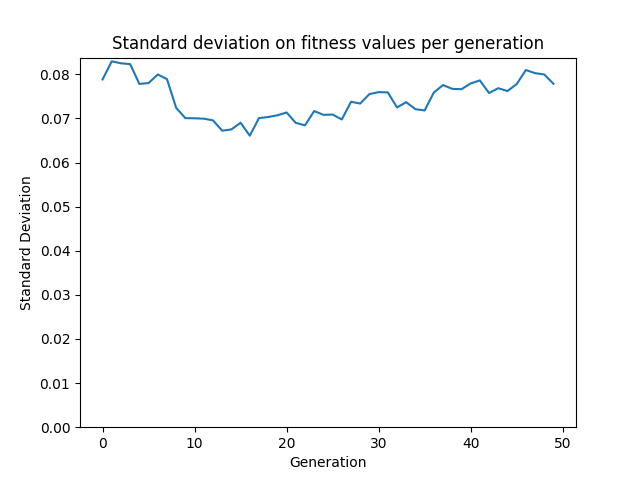 Standard deviation on fitness values per generation
Standard Deviation
0.08
0.07
0.06
0.05
0.04
0.03
0.02
0.01
0.00
0 10 20 30 40 50
Generation